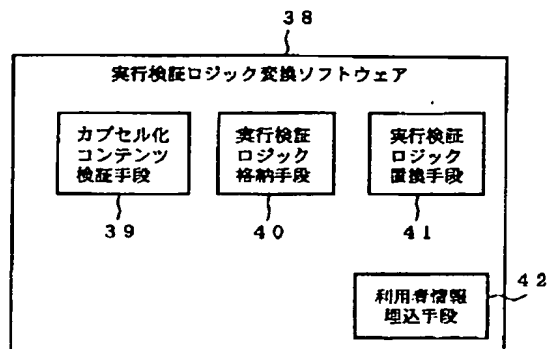 38
実行検証ロジック変換ソフトウェア
カプセル化
コンテンツ
検証手段
実行検証
ロジック
格納手段
実行検証
ロジック
置換手段
39
40
41
42
利用者情報
埋込手段